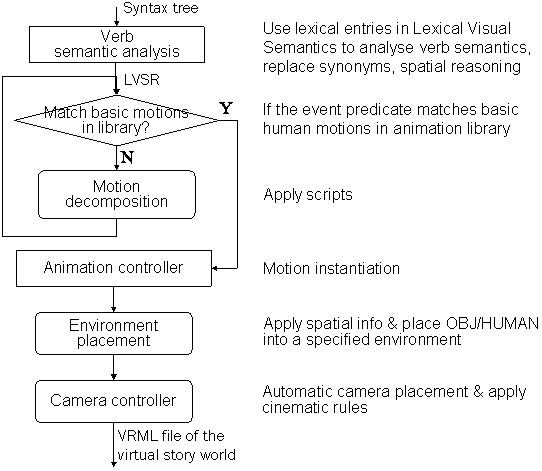 Syntax tree
Verb
semantic analysis
Use lexical entries in Lexical Visual
Semantics to analyse verb semantics,
replace synonyms, spatial reasoning
LVSR
Match basic motions
in library?
Y
If the event predicate matches basic
human motions in animation library
N
Motion
decomposition
Apply scripts
Animation controller
Motion instantiation
Environment
placement
Apply spatial info & place OBJ/HUMAN
into a specified environment
Camera controller
Automatic camera placement & apply
cinematic rules
VRML file of the
virtual story world